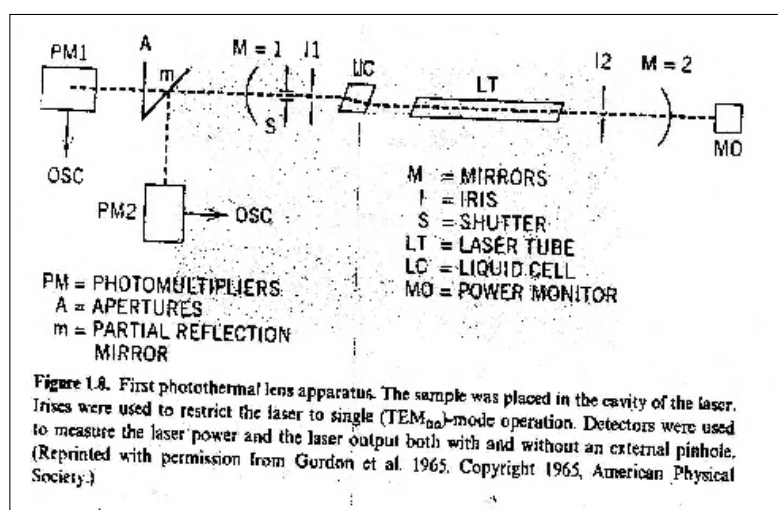 A
PM1
m
M = 1
I1
LIC
LT
I2
M = 2
S
MO
OSC
PM2
OSC
M = MIRRORS
I = IRIS
S = SHUTTER
LT = LASER TUBE
LC = LIQUID CELL
MO = POWER MONITOR
PM = PHOTOMULTIPLIERS
A = APERTURES
m = PARTIAL REFLECTION
MIRROR
Figure 1.8. First photothermal lens apparatus. The sample was placed in the cavity of the laser.
Irises were used to restrict the laser to single (TEM₀₀)-mode operation. Detectors were used
to measure the laser power and the laser output both with and without an external pinhole.
(Reprinted with permission from Gordon et al. 1965, Copyright 1965, American Physical
Society.)